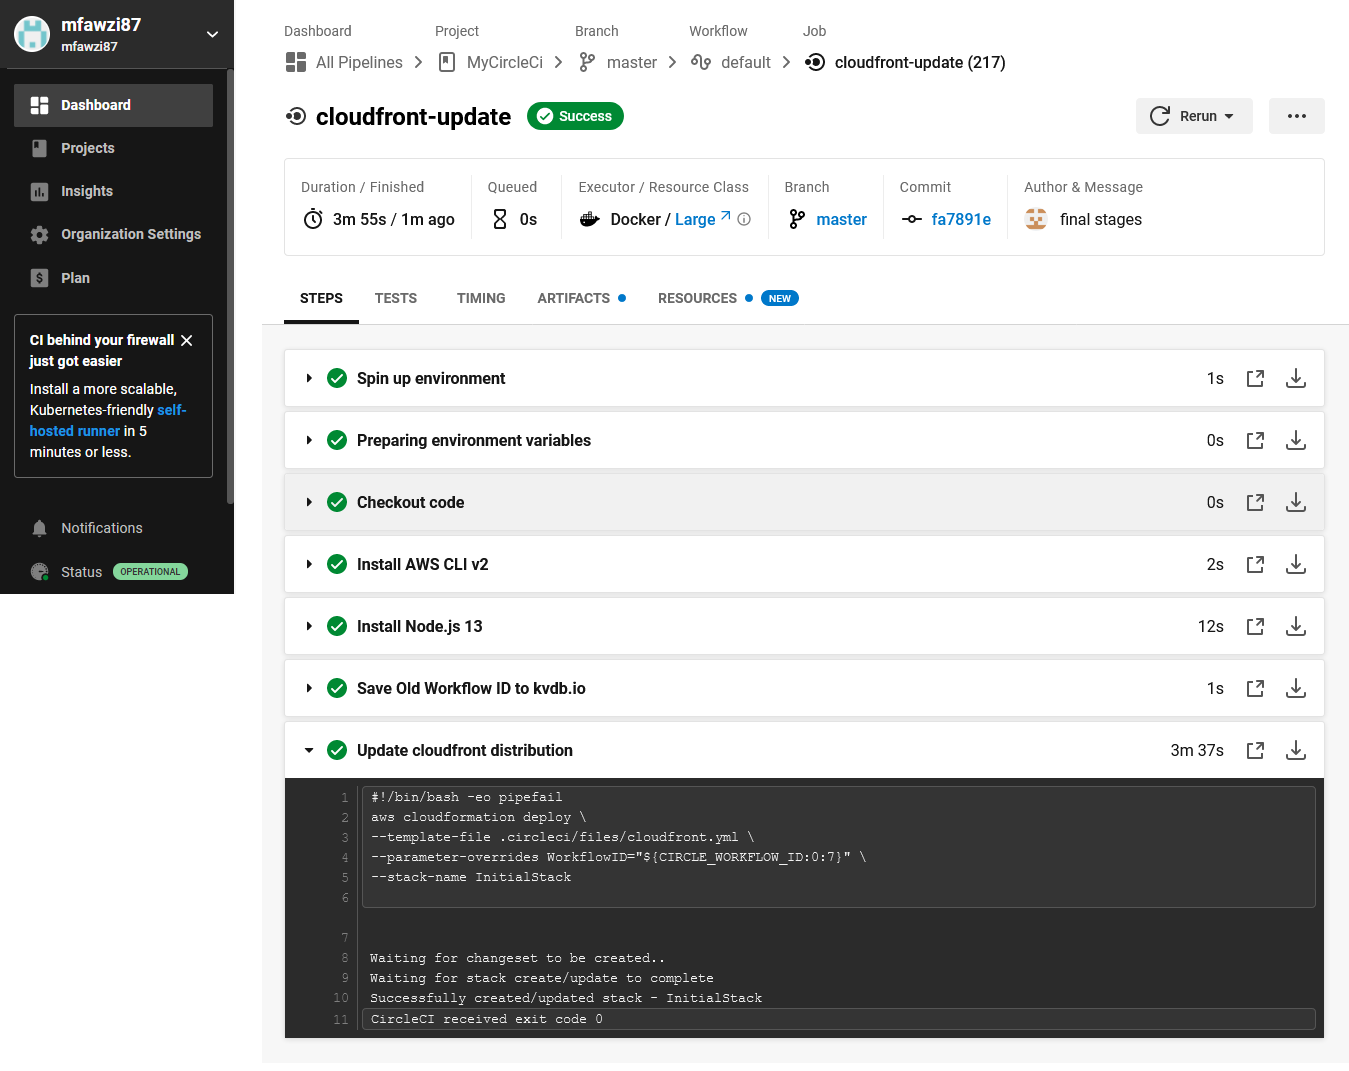 mfawzi87
mfawzi87
Dashboard
Projects
Insights
Organization Settings
Plan
CI behind your firewall
just got easier
Install a more scalable,
Kubernetes-friendly self-
hosted runner in 5
minutes or less.
Notifications
Status OPERATIONAL
Dashboard Project Branch Workflow Job
All Pipelines MyCircleCi master default cloudfront-update (217)
cloudfront-update Success Rerun
Duration / Finished Queued Executor / Resource Class Branch Commit Author & Message
3m 55s / 1m ago 0s Docker / Large master fa7891e final stages
STEPS TESTS TIMING ARTIFACTS RESOURCES NEW
Spin up environment 1s
Preparing environment variables 0s
Checkout code 0s
Install AWS CLI v2 2s
Install Node.js 13 12s
Save Old Workflow ID to kvdb.io 1s
Update cloudfront distribution 3m 37s
1 #!/bin/bash -eo pipefail
2 aws cloudformation deploy \
3 --template-file .circleci/files/cloudfront.yml \
4 --parameter-overrides WorkflowID="${CIRCLE_WORKFLOW_ID:0:7}" \
5 --stack-name InitialStack
6
7
8 Waiting for changeset to be created..
9 Waiting for stack create/update to complete
10 Successfully created/updated stack - InitialStack
11 CircleCI received exit code 0